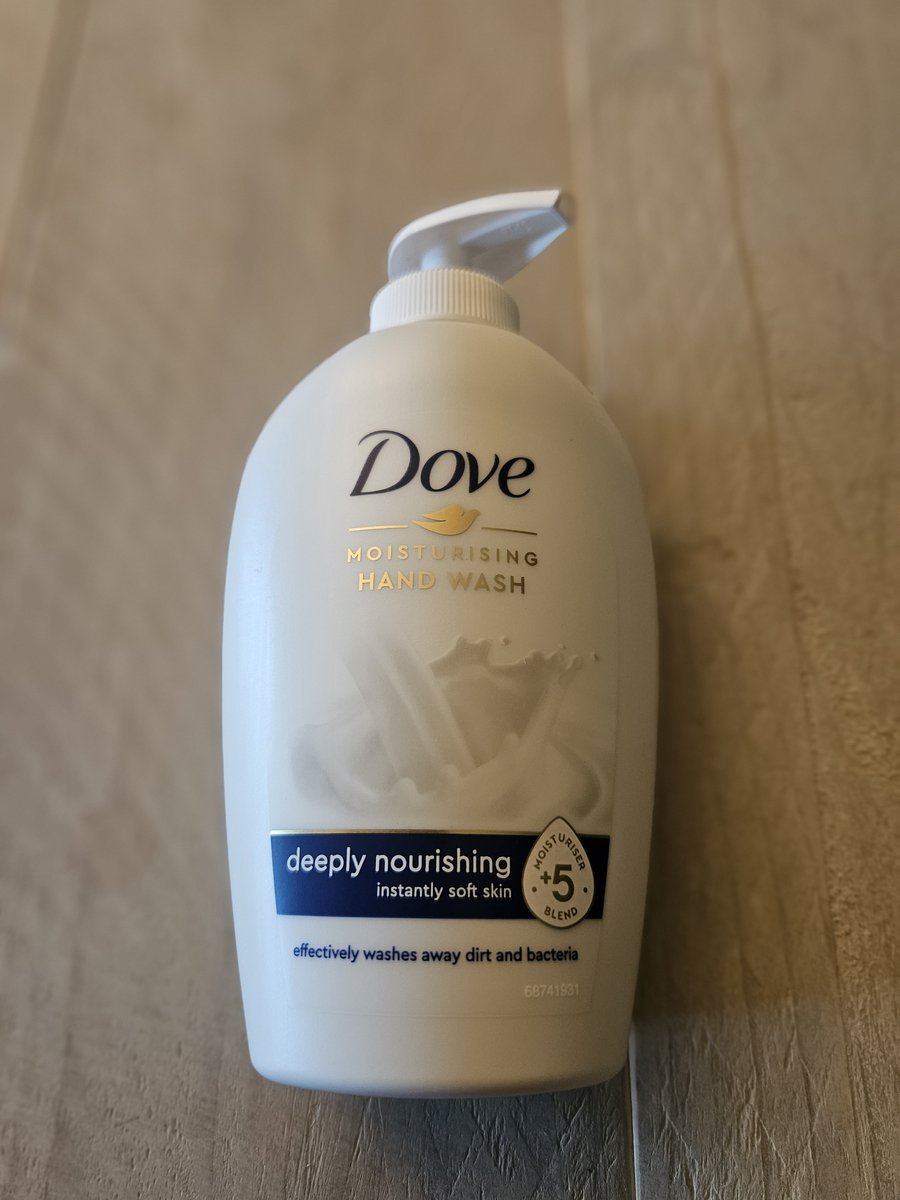 Dove
MOISTURISING
HAND WASH
deeply nourishing
instantly soft skin
MOISTURISER
+5
BLEND
effectively washes away dirt and bacteria
68741931